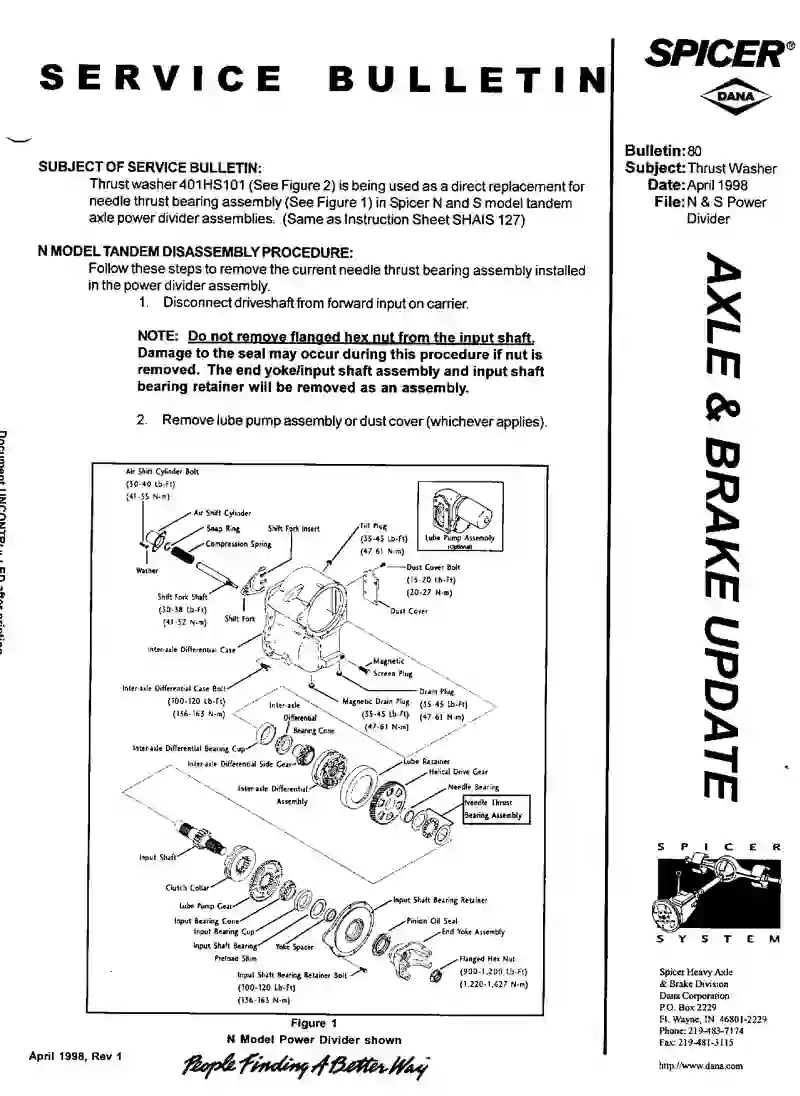 SERVICE BULLETIN
SUBJECT OF SERVICE BULLETIN:
Thrust washer 401HS101 (See Figure 2) is being used as a direct replacement for
needle thrust bearing assembly (See Figure 1) in Spicer N and S model tandem
axle power divider assemblies. (Same as Instruction Sheet SHAIS 127)
N MODEL TANDEM DISASSEMBLY PROCEDURE:
Follow these steps to remove the current needle thrust bearing assembly installed
in the power divider assembly.
1. Disconnect driveshaft from forward input on carrier.
NOTE: Do not remove flanged hex nut from the input shaft.
Damage to the seal may occur during this procedure if nut is
removed. The end yoke/input shaft assembly and input shaft
bearing retainer will be removed as an assembly.
2. Remove lube pump assembly or dust cover (whichever applies).
Air Shift Cylinder Bolt
(30-40 Lb-Ft)
(41-55 N-m)
Air Shift Cylinder
Snap Ring
Compression Spring
Washer
Shift Fork Insert
Fill Plug
(35-45 Lb-Ft)
(47-61 N-m)
Lube Pump Assembly
(Optional)
Dust Cover Bolt
(15-20 Lb-Ft)
(20-27 N-m)
Dust Cover
Shift Fork Shaft
(30-38 Lb-Ft)
(41-52 N-m)
Shift Fork
Inter-axle Differential Case
Magnetic
Screen Plug
Inter-axle Differential Case Bolt
(100-120 Lb-Ft)
(136-163 N-m)
Drain Plug
(35-45 Lb-Ft)
(47-61 N-m)
Magnetic Drain Plug
(35-45 Lb-Ft)
(47-61 N-m)
Inter-axle
Differential
Bearing Cone
Inter-axle Differential Bearing Cup
Inter-axle Differential Side Gear
Lube Retainer
Helical Drive Gear
Inter-axle Differential
Assembly
Needle Bearing
Needle Thrust
Bearing Assembly
Input Shaft
Clutch Collar
Lube Pump Gear
Input Bearing Cone
Input Bearing Cup
Input Shaft Bearing
Preload Shim
Yoke Spacer
Input Shaft Bearing Retainer
Pinion Oil Seal
End Yoke Assembly
Flanged Hex Nut
(900-1,200 Lb-Ft)
(1,220-1,627 N-m)
Input Shaft Bearing Retainer Bolt
(100-120 Lb-Ft)
(136-163 N-m)
Figure 1
N Model Power Divider shown
April 1998, Rev 1
People Finding A Better Way
SPICER®
DANA
Bulletin: 80
Subject: Thrust Washer
Date: April 1998
File: N & S Power
Divider
AXLE & BRAKE UPDATE
SPICER
SYSTEM
Spicer Heavy Axle
& Brake Division
Dana Corporation
P.O. Box 2229
Ft. Wayne, IN 46801-2229
Phone: 219-483-7174
Fax: 219-481-3115
http://www.dana.com